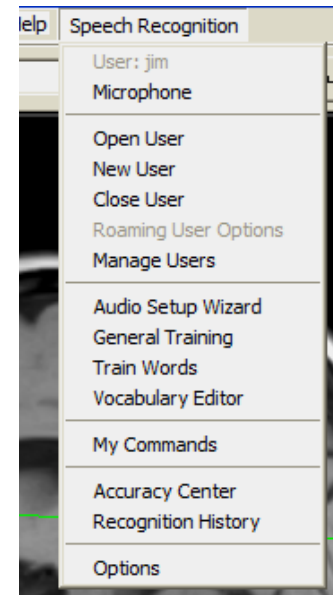 Help Speech Recognition
User: jim
Microphone
Open User
New User
Close User
Roaming User Options
Manage Users
Audio Setup Wizard
General Training
Train Words
Vocabulary Editor
My Commands
Accuracy Center
Recognition History
Options